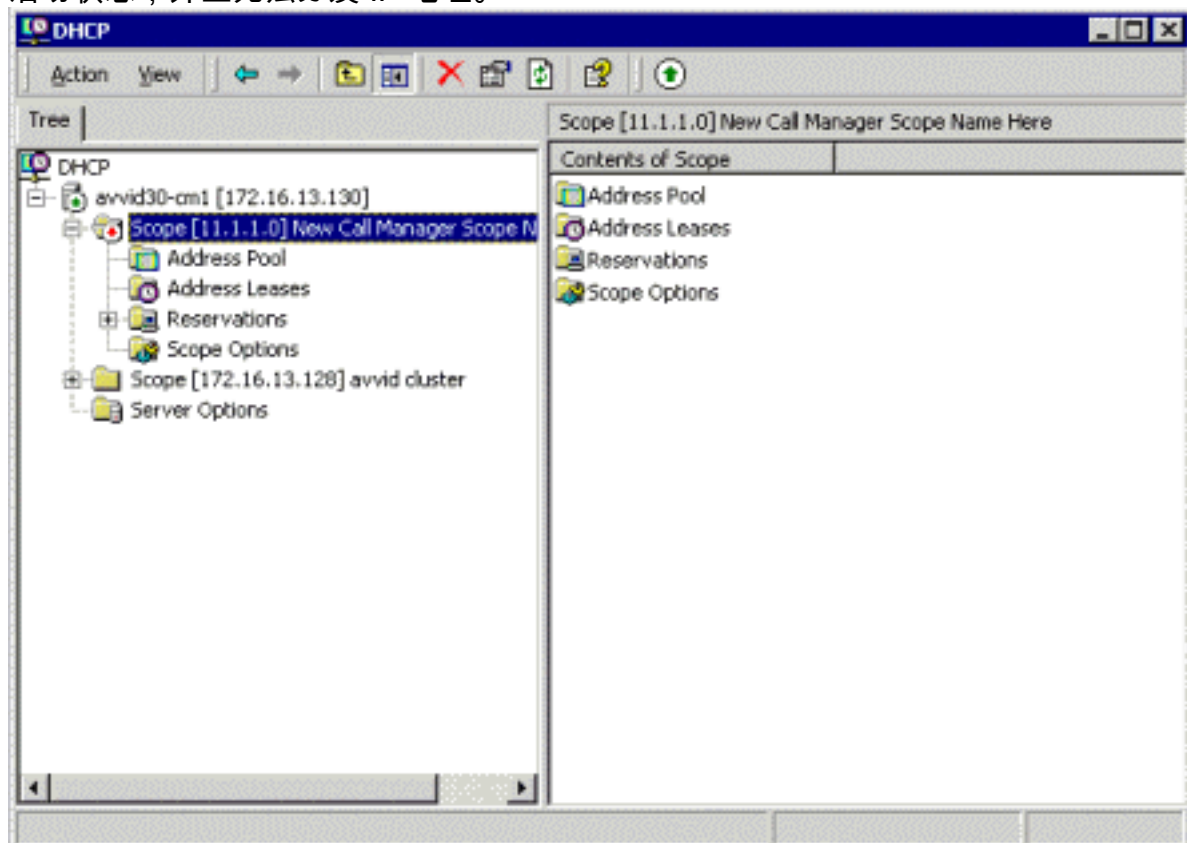 DHCP
Action View
Tree
Scope [11.1.1.0] New Call Manager Scope Name Here
DHCP
avvid30-cm1 [172.16.13.130]
Scope [11.1.1.0] New Call Manager Scope N
Address Pool
Address Leases
Reservations
Scope Options
Scope [172.16.13.128] avvid cluster
Server Options
Contents of Scope
Address Pool
Address Leases
Reservations
Scope Options